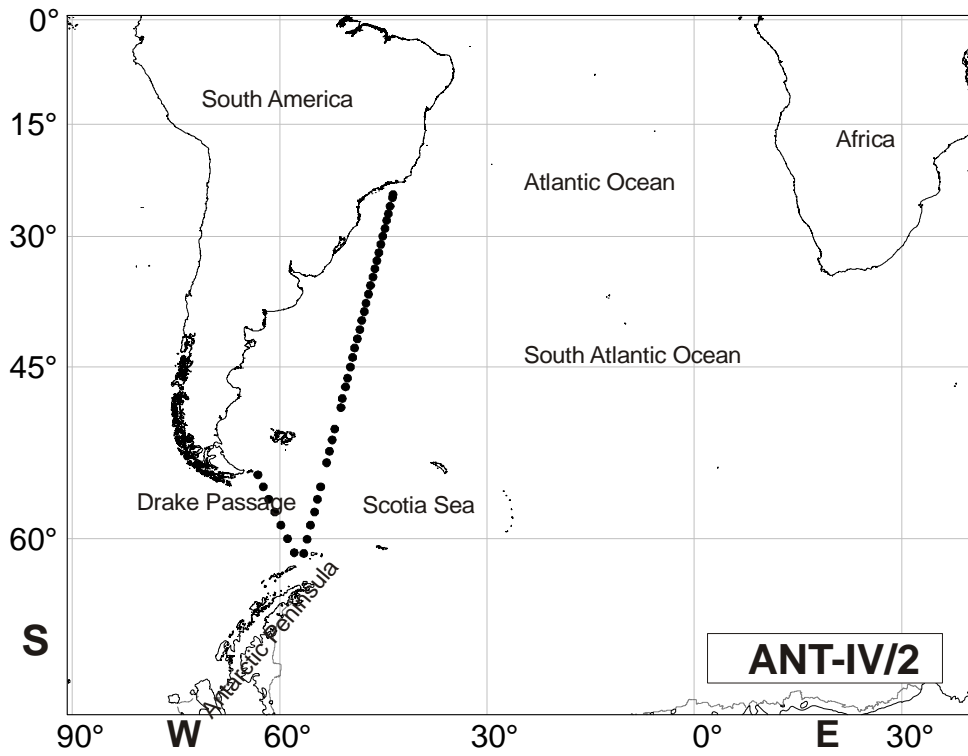 0°
South America
15°
Africa
Atlantic Ocean
30°
South Atlantic Ocean
45°
Drake Passage
Scotia Sea
60°
Antarctic Peninsula
S
ANT-IV/2
90° W 60° 30° 0° E 30°